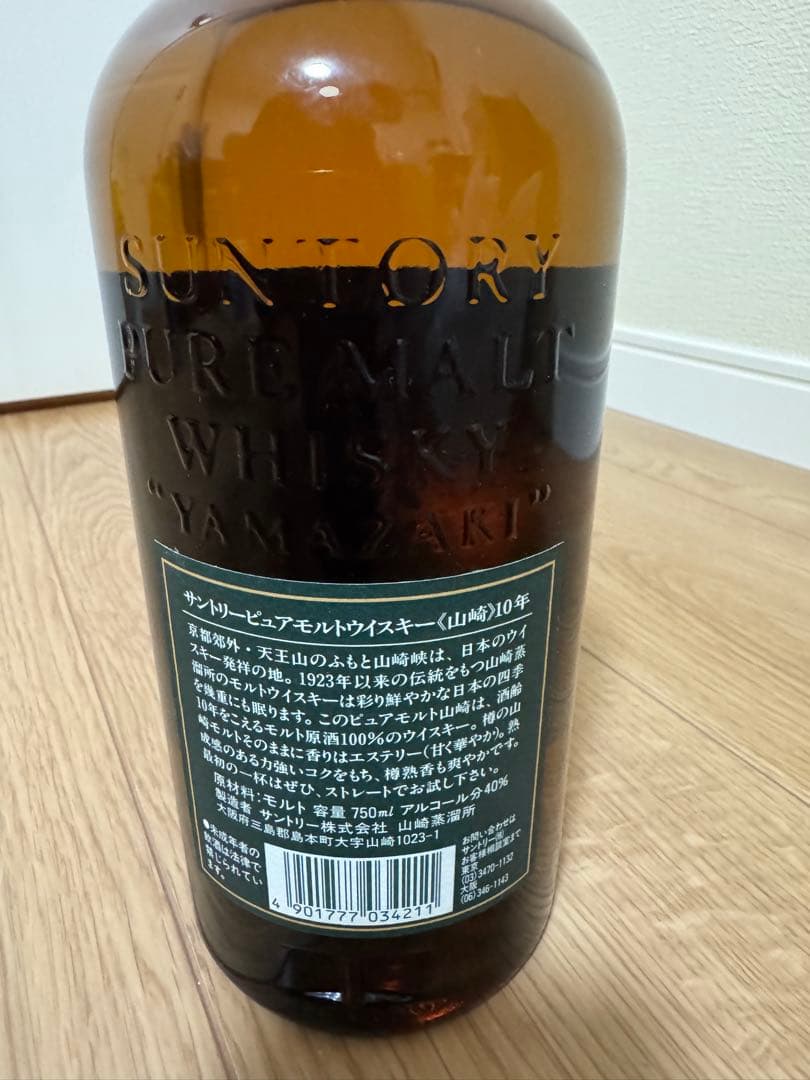 SUNTORY
PURE MALT
WHISKY
"YAMAZAKI"
サントリーピュアモルトウイスキー《山崎》10年
京都郊外・天王山のふもと山崎峡は、日本のウイ
スキー発祥の地。1923年以来の伝統をもつ山崎蒸
溜所のモルトウイスキーは彩り鮮やかな日本の四季
を幾重にも眠ります。このピュアモルト山崎は、酒齢
10年をこえるモルト原酒100%のウイスキー。樽の山
崎モルトそのままに香りはエステリー(甘く華やか)。熟
成感のある力強いコクをもち、樽熟香も爽やかです。
最初の一杯はぜひ、ストレートでお試し下さい。
原材料:モルト 容量 750ml アルコール分40%
製造者 サントリー株式会社 山崎蒸溜所
大阪府三島郡島本町大字山崎1023-1
●未成年者の
飲酒は法律で
禁じられてい
ます。
4 901777 034211
お問い合わせは
サントリー㈱
お客様相談室まで
東京
(03)3470-1132
大阪
(06)346-1143